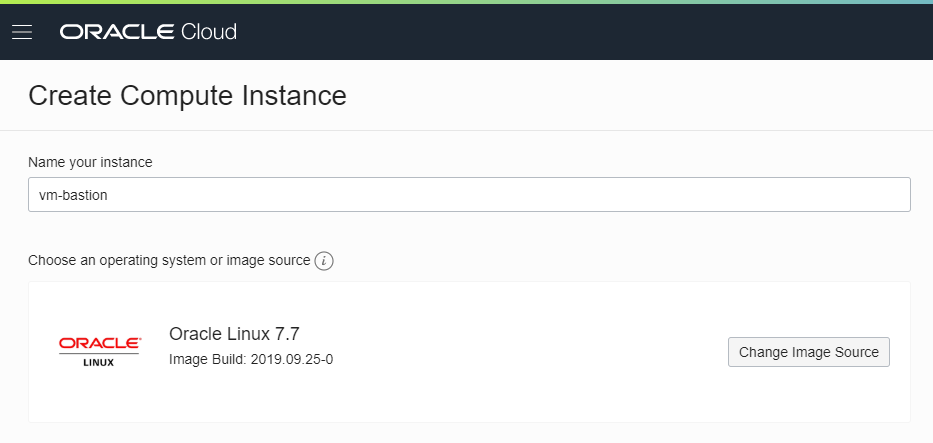 ORACLE Cloud
Create Compute Instance
Name your instance
vm-bastion
Choose an operating system or image source i
ORACLE
LINUX
Oracle Linux 7.7
Image Build: 2019.09.25-0
Change Image Source